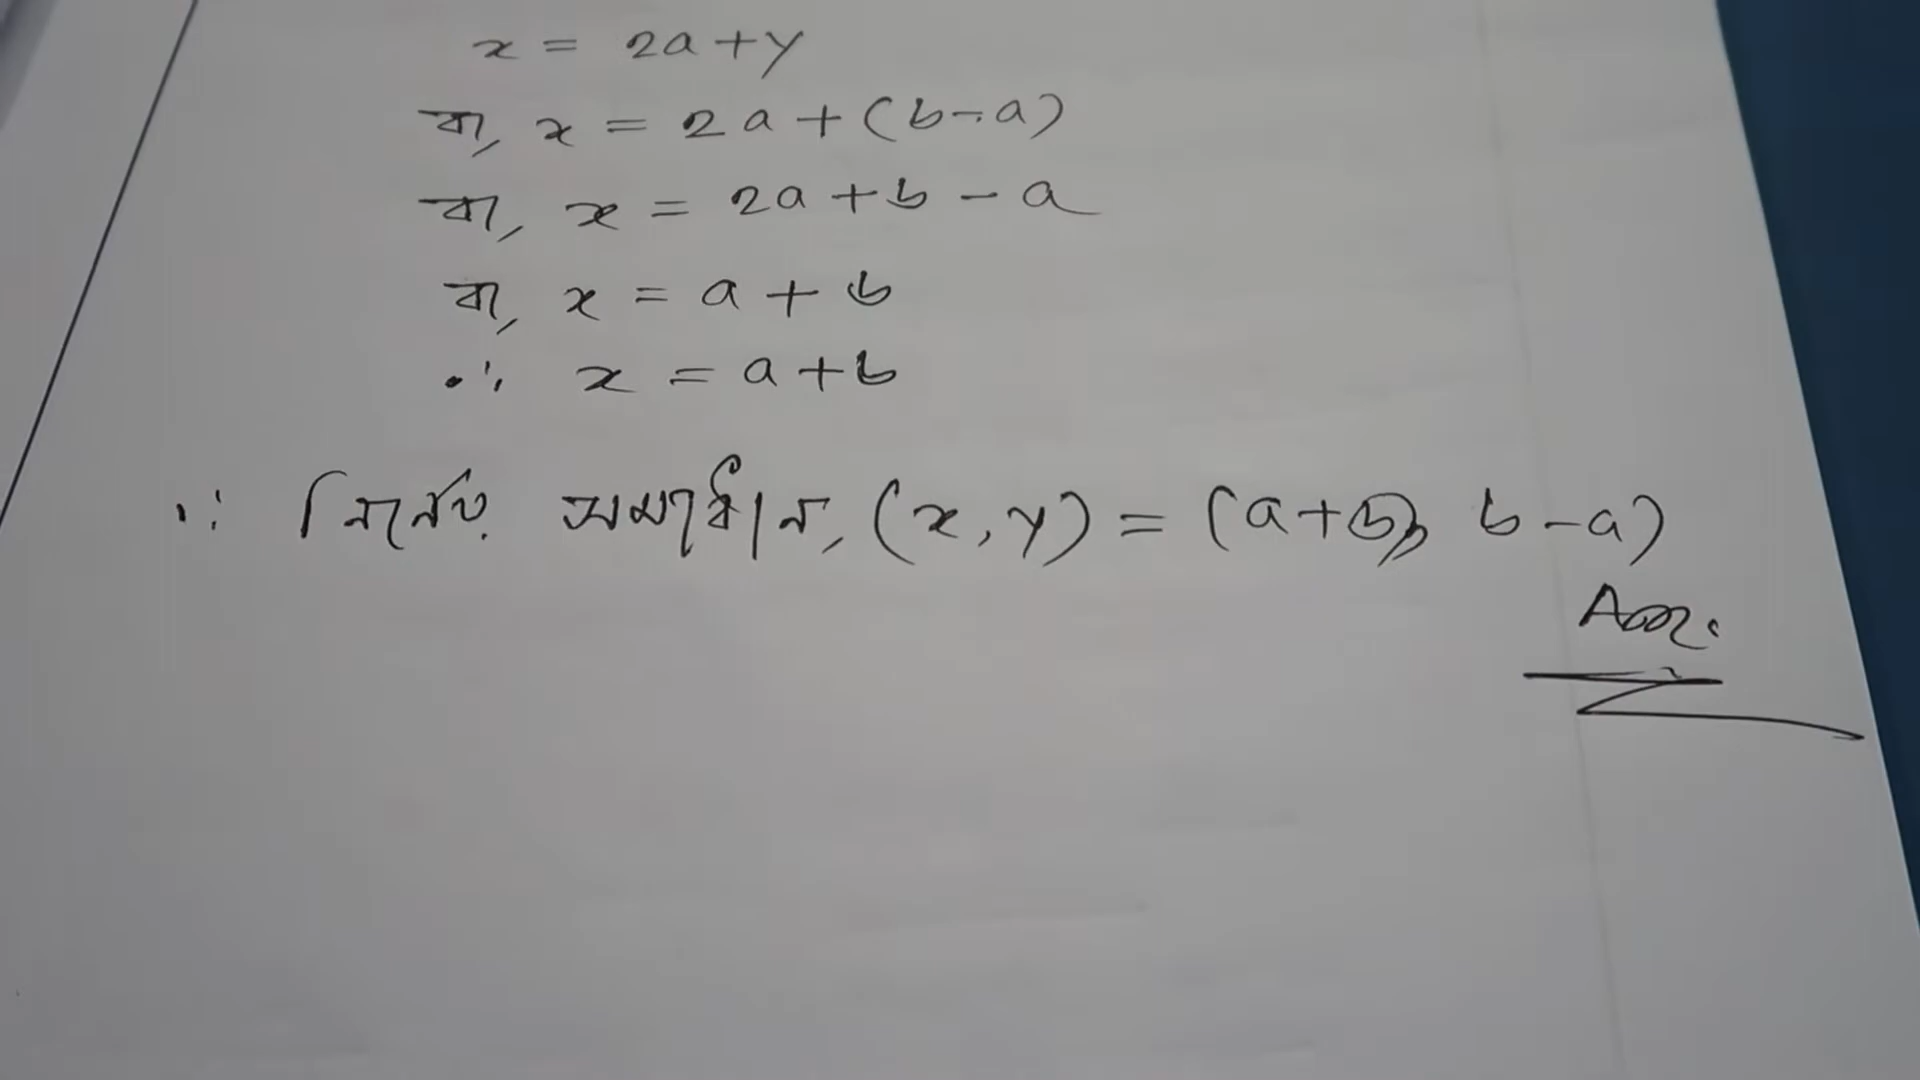 x = 2a+y
বা, x = 2a+(b-a)
বা, x = 2a+b-a
বা, x = a+b
∴ x = a+b
∴ নির্ণেয় সমাধান, (x,y) = (a+b, b-a)
Ans.